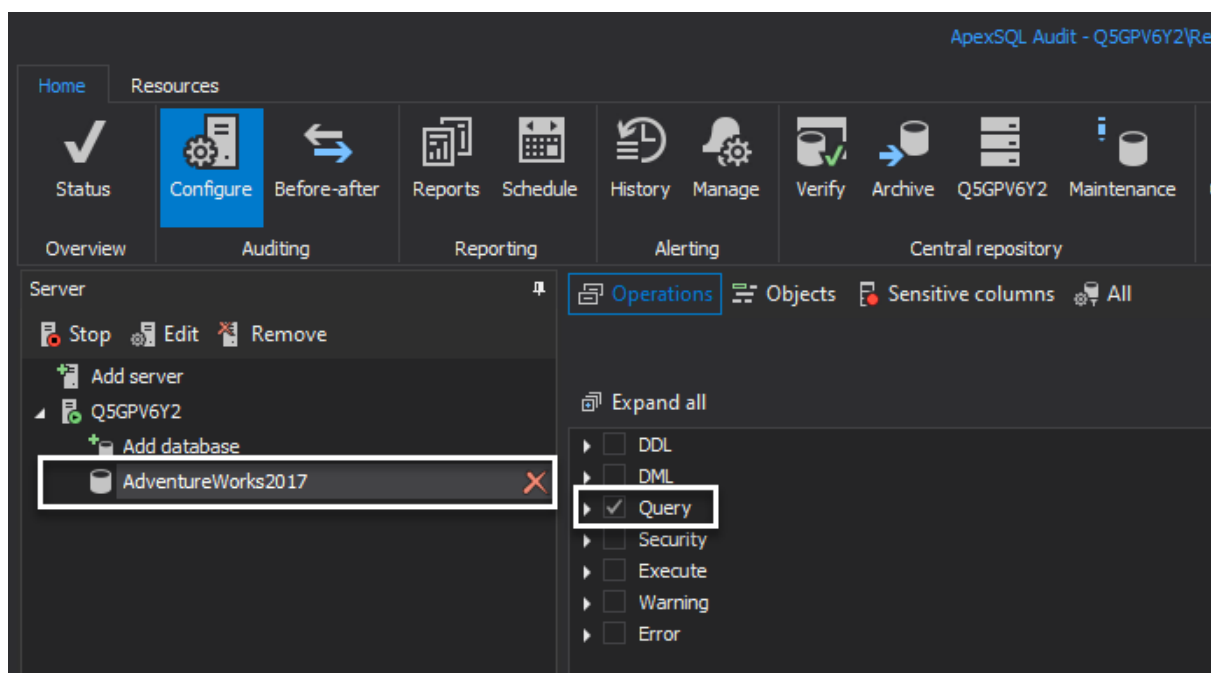 ApexSQL Audit - Q5GPV6Y2\Re
Home Resources
Status Configure Before-after Reports Schedule History Manage Verify Archive Q5GPV6Y2 Maintenance
Overview Auditing Reporting Alerting Central repository
Server
Operations Objects Sensitive columns All
Stop Edit Remove
Add server
Expand all
Q5GPV6Y2
Add database
DDL
AdventureWorks2017
DML
Query
Security
Execute
Warning
Error